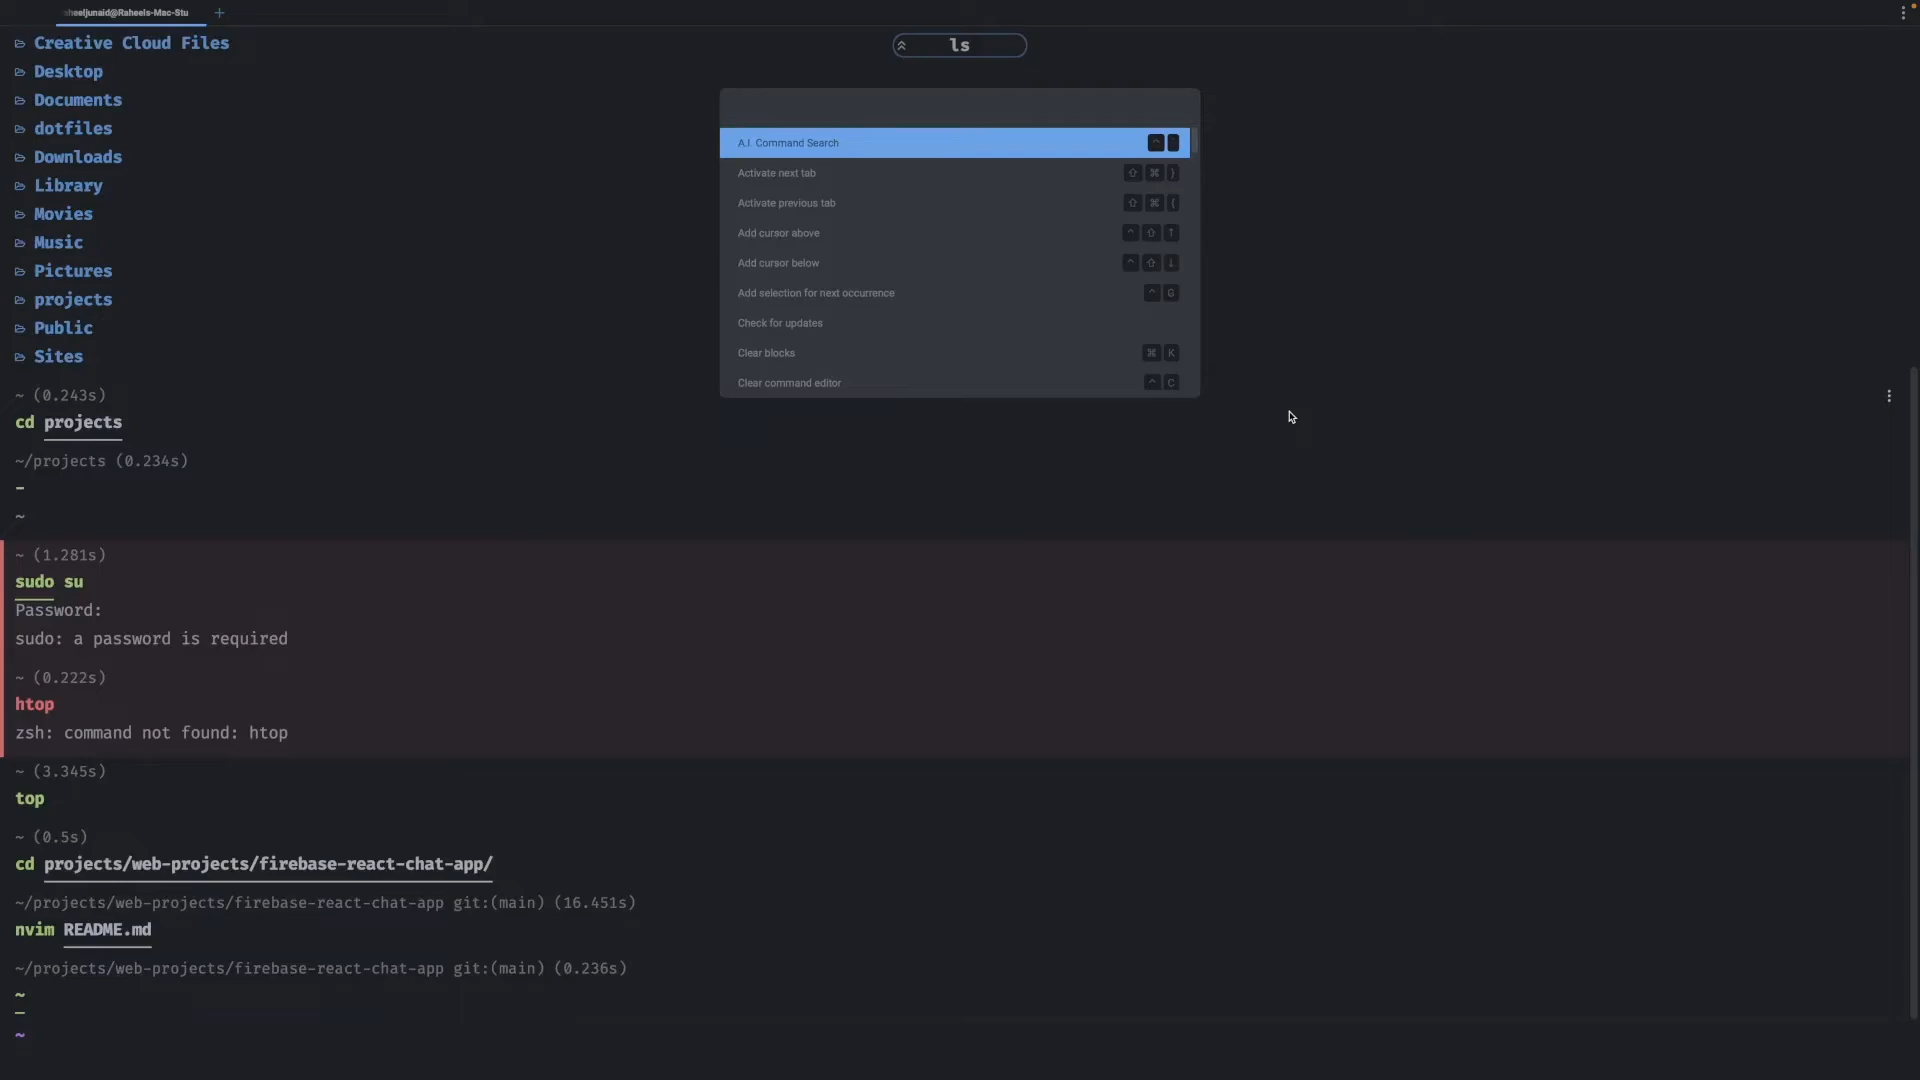 aheeljunaid@Raheels-Mac-Stu +
Creative Cloud Files
Desktop
Documents
dotfiles
Downloads
Library
Movies
Music
Pictures
projects
Public
Sites
ls
A.I. Command Search ^ `
Activate next tab ⇧ ⌘ }
Activate previous tab ⇧ ⌘ {
Add cursor above ^ ⇧ ↑
Add cursor below ^ ⇧ ↓
Add selection for next occurrence ^ G
Check for updates
Clear blocks ⌘ K
Clear command editor ^ C
~ (0.243s)
cd projects
~/projects (0.234s)
-
~
~ (1.281s)
sudo su
Password:
sudo: a password is required
~ (0.222s)
htop
zsh: command not found: htop
~ (3.345s)
top
~ (0.5s)
cd projects/web-projects/firebase-react-chat-app/
~/projects/web-projects/firebase-react-chat-app git:(main) (16.451s)
nvim README.md
~/projects/web-projects/firebase-react-chat-app git:(main) (0.236s)
~
~